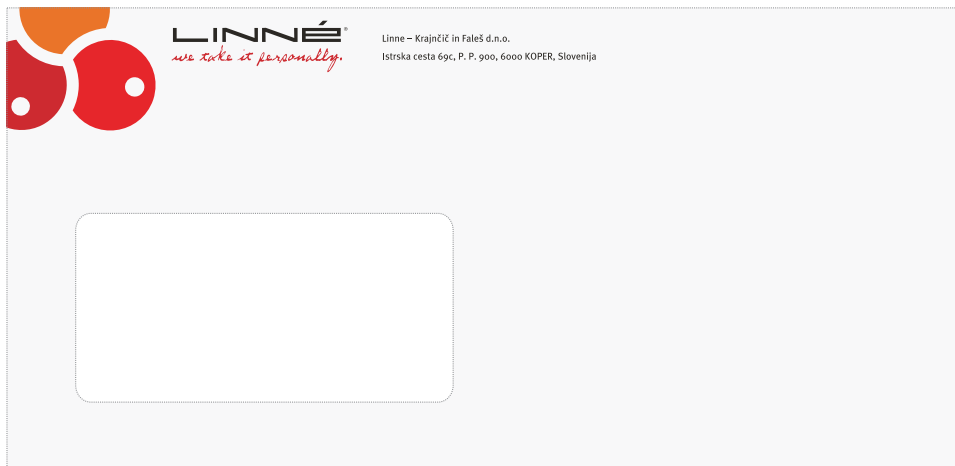 LINNÉ®
we take it personally.
Linne – Krajnčič in Faleš d.n.o.
Istrska cesta 69c, P. P. 900, 6000 KOPER, Slovenija